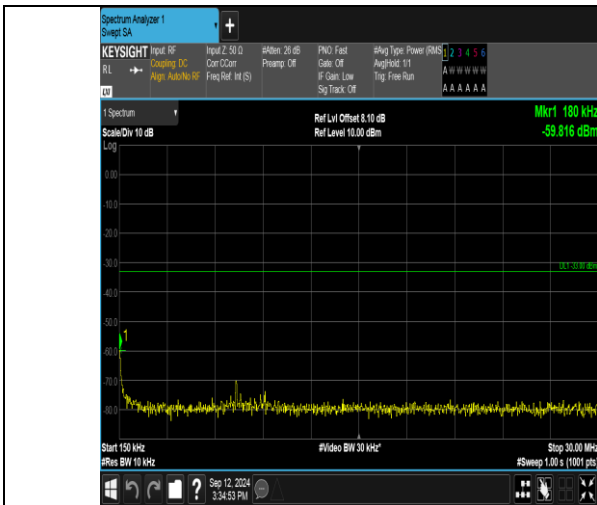 Spectrum Analyzer 1
Swept SA
+
KEYSIGHT
RL
Input: RF
Coupling: DC
Align: Auto/No RF
Input Z: 50 Ω
Corr CCorr
Freq Ref: Int (S)
#Atten: 26 dB
Preamp: Off
PNO: Fast
Gate: Off
IF Gain: Low
Sig Track: Off
#Avg Type: Power (RMS
Avg|Hold: 1/1
Trig: Free Run
1 2 3 4 5 6
A W W W W W
A A A A A A
LXI
1 Spectrum
Scale/Div 10 dB
Log
Ref Lvl Offset 8.10 dB
Ref Level 10.00 dBm
Mkr1 180 kHz
-59.816 dBm
0.00
-10.0
-20.0
-30.0
DL1 -33.00 dBm
-40.0
-50.0
1
-60.0
-70.0
-80.0
Start 150 kHz
#Video BW 30 kHz*
Stop 30.00 MHz
#Res BW 10 kHz
#Sweep 1.00 s (1001 pts)
?
Sep 12, 2024
3:34:53 PM